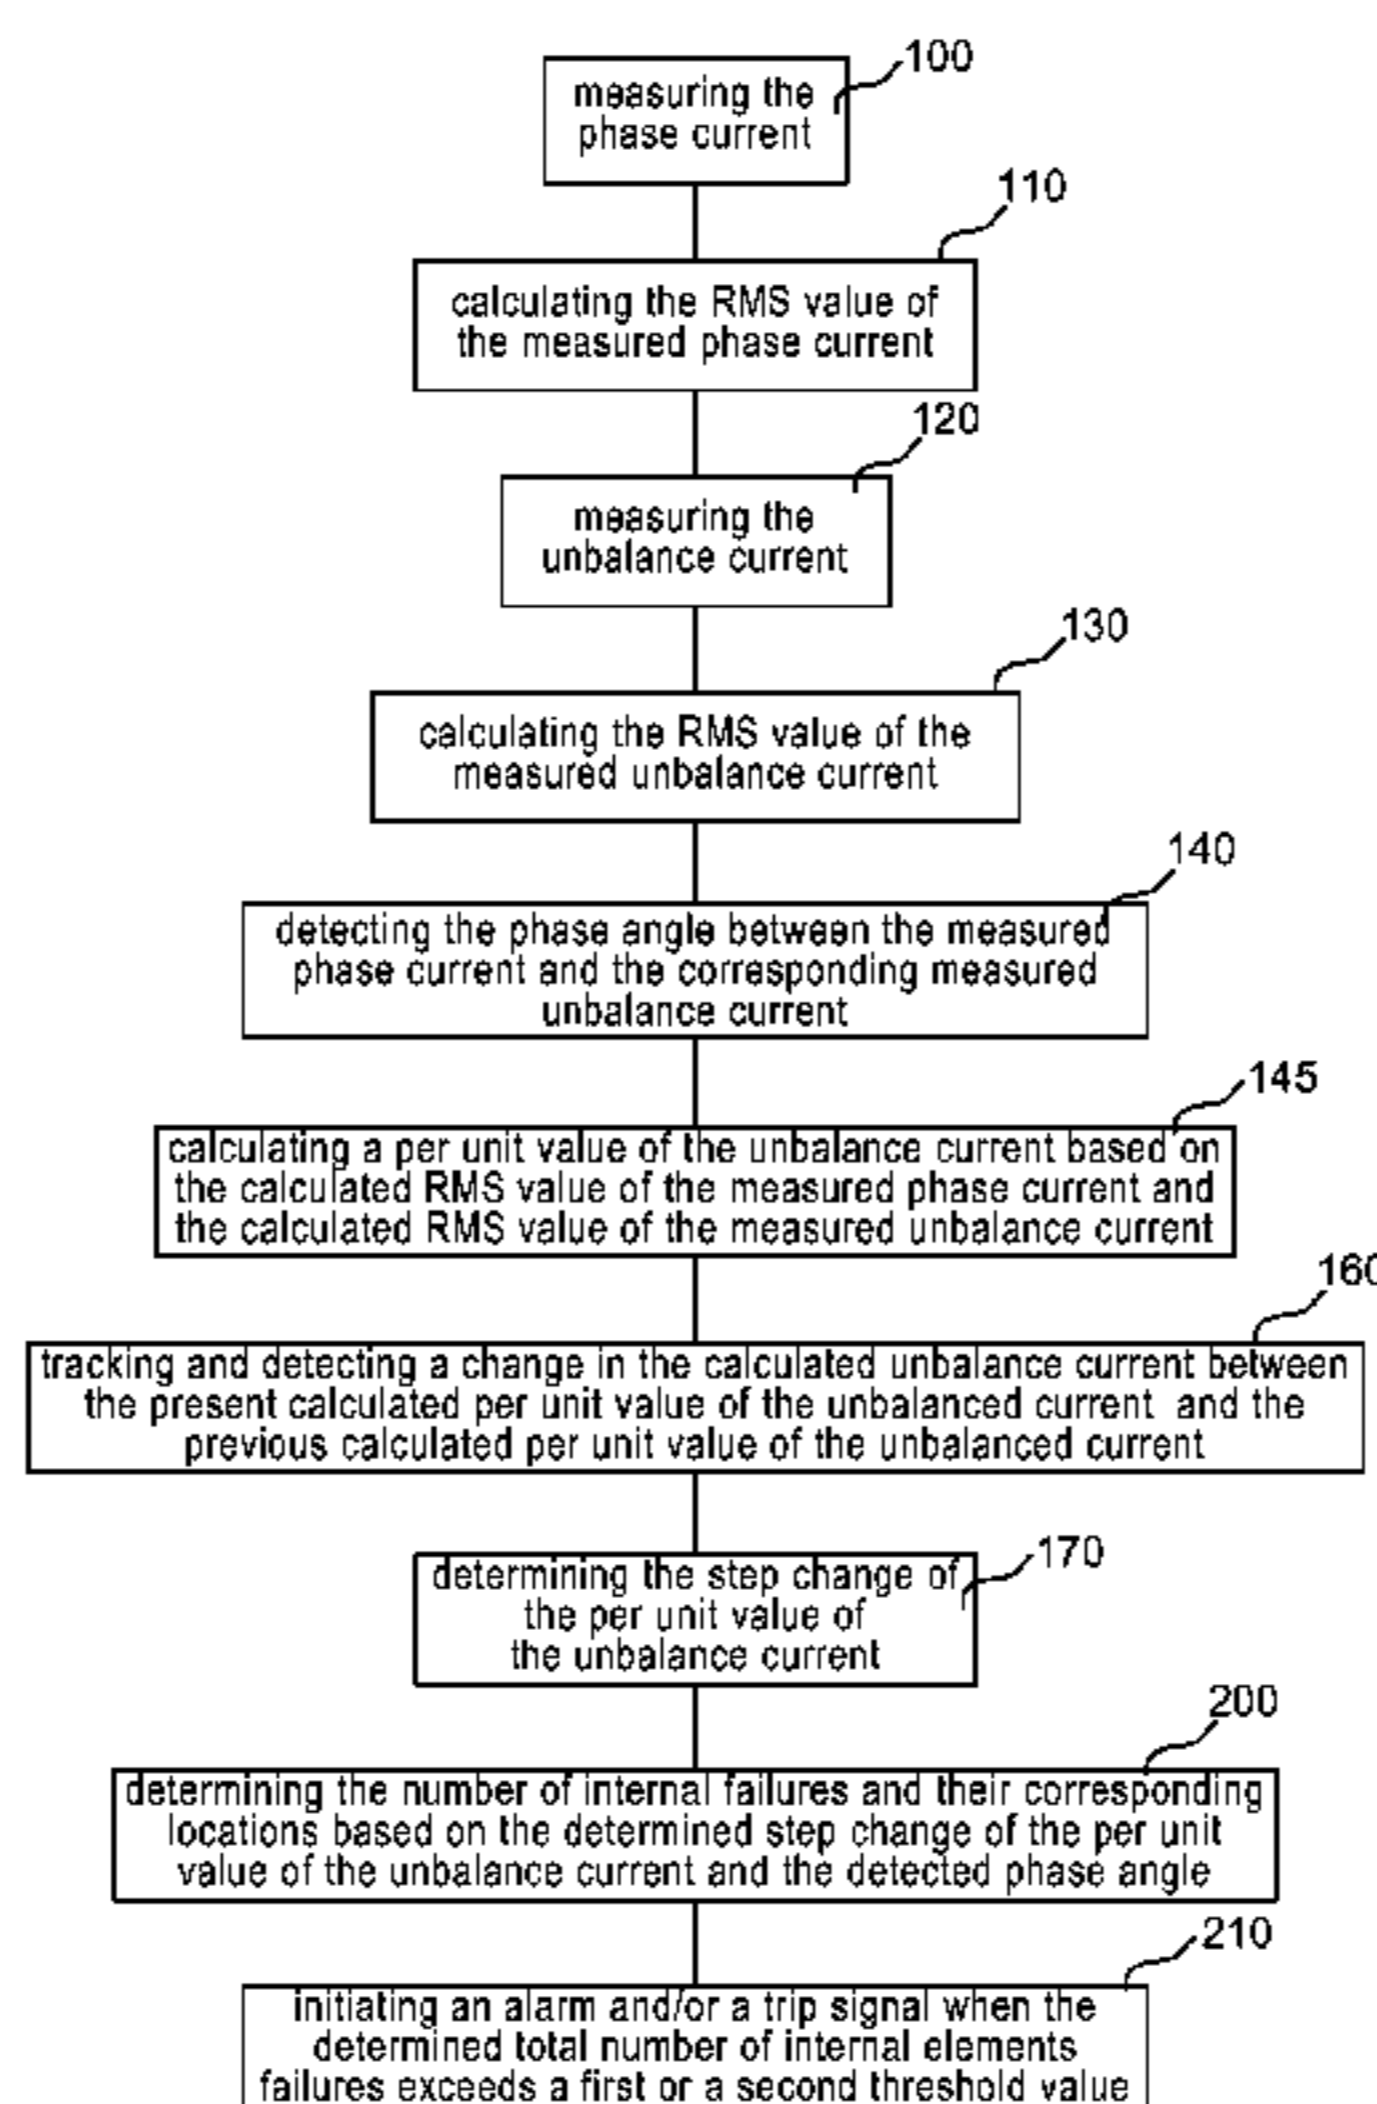 100
measuring the
phase current
110
calculating the RMS value of
the measured phase current
120
measuring the
unbalance current
130
calculating the RMS value of the
measured unbalance current
140
detecting the phase angle between the measured
phase current and the corresponding measured
unbalance current
145
calculating a per unit value of the unbalance current based on
the calculated RMS value of the measured phase current and
the calculated RMS value of the measured unbalance current
160
tracking and detecting a change in the calculated unbalance current between
the present calculated per unit value of the unbalanced current and the
previous calculated per unit value of the unbalanced current
170
determining the step change of
the per unit value of
the unbalance current
200
determining the number of internal failures and their corresponding
locations based on the determined step change of the per unit
value of the unbalance current and the detected phase angle
210
initiating an alarm and/or a trip signal when the
determined total number of internal elements
failures exceeds a first or a second threshold value